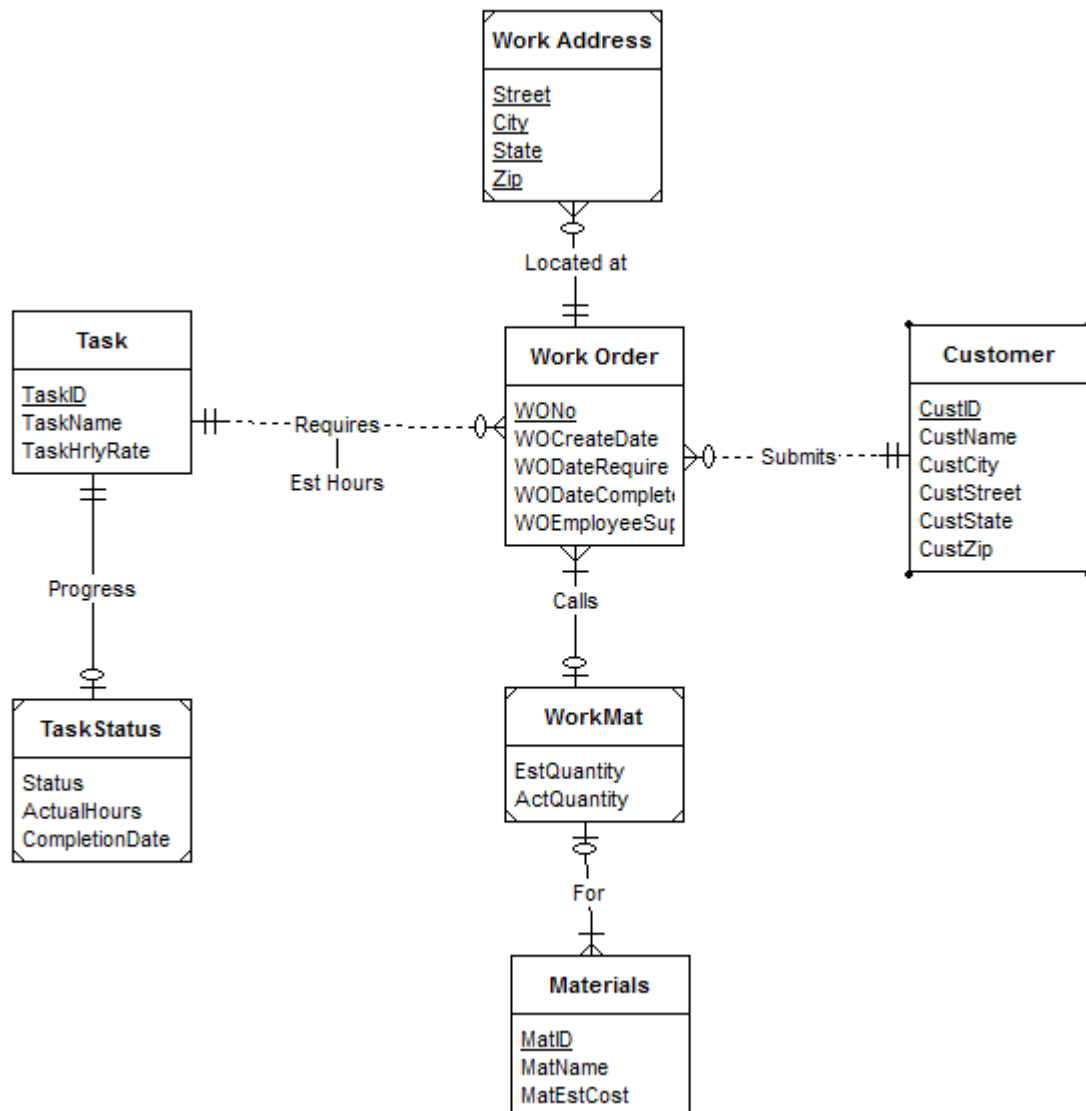 Work Address
Street
City
State
Zip
Located at
Task
TaskID
TaskName
TaskHrlyRate
Requires
Est Hours
Work Order
WONo
WOCreateDate
WODateRequire
WODateComplete
WOEmployeeSup
Submits
Customer
CustID
CustName
CustCity
CustStreet
CustState
CustZip
Progress
Calls
TaskStatus
Status
ActualHours
CompletionDate
WorkMat
EstQuantity
ActQuantity
For
Materials
MatID
MatName
MatEstCost